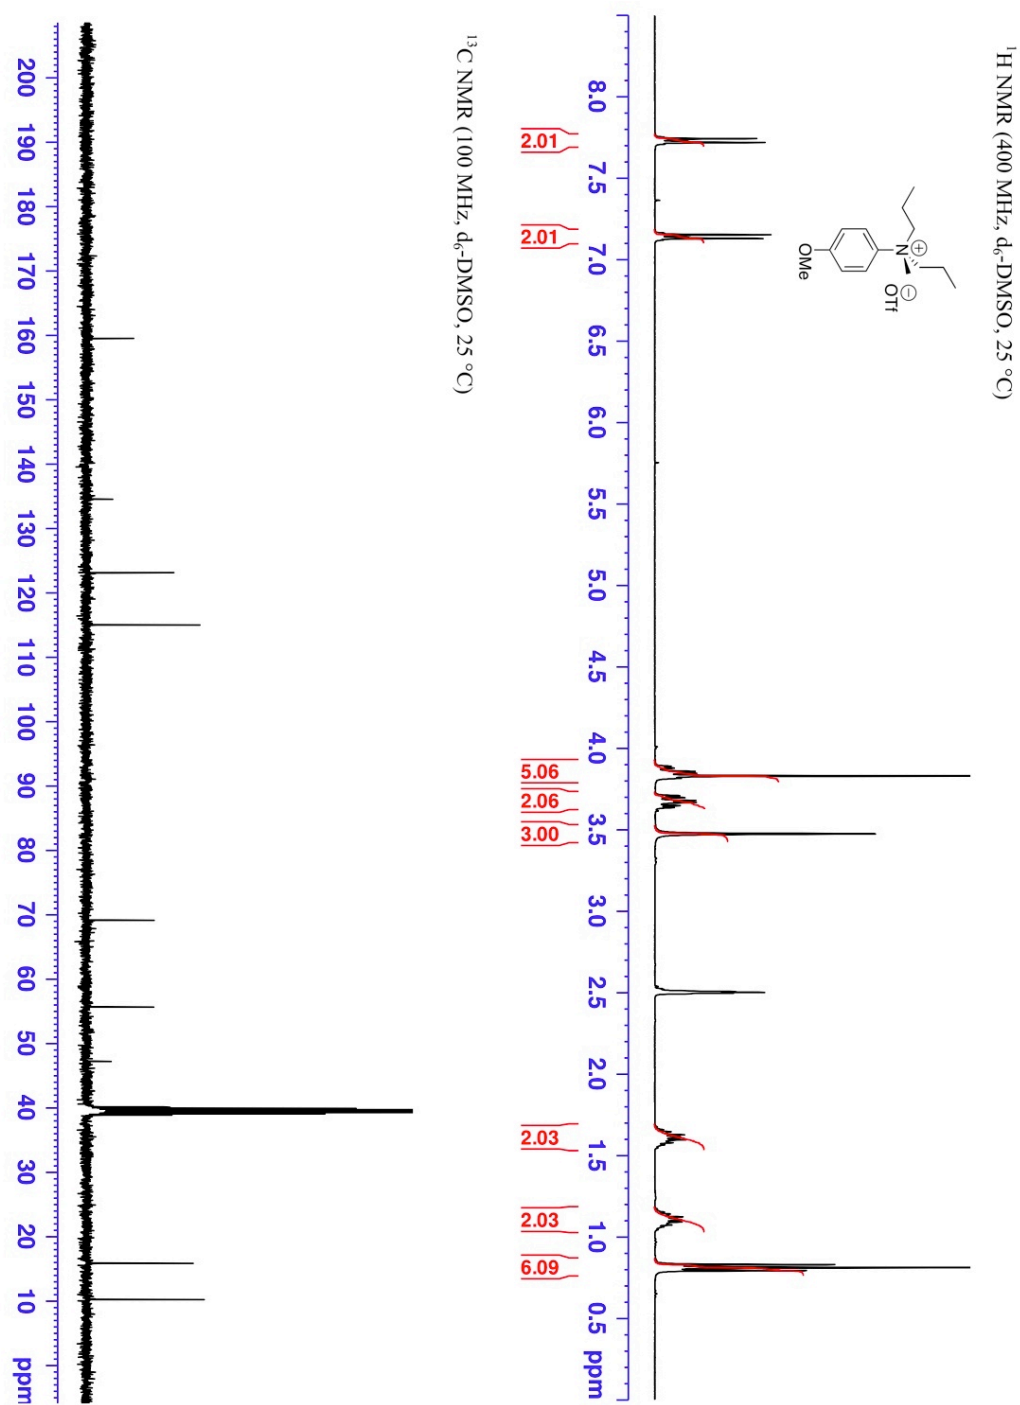 ¹H NMR (400 MHz, d₆-DMSO, 25 °C)
N
⊕
⊖
OTf
OMe
8.0 7.5 7.0 6.5 6.0 5.5 5.0 4.5 4.0 3.5 3.0 2.5 2.0 1.5 1.0 0.5 ppm
2.01 2.01 5.06 2.06 3.00 2.03 2.03 6.09
¹³C NMR (100 MHz, d₆-DMSO, 25 °C)
200 190 180 170 160 150 140 130 120 110 100 90 80 70 60 50 40 30 20 10 ppm